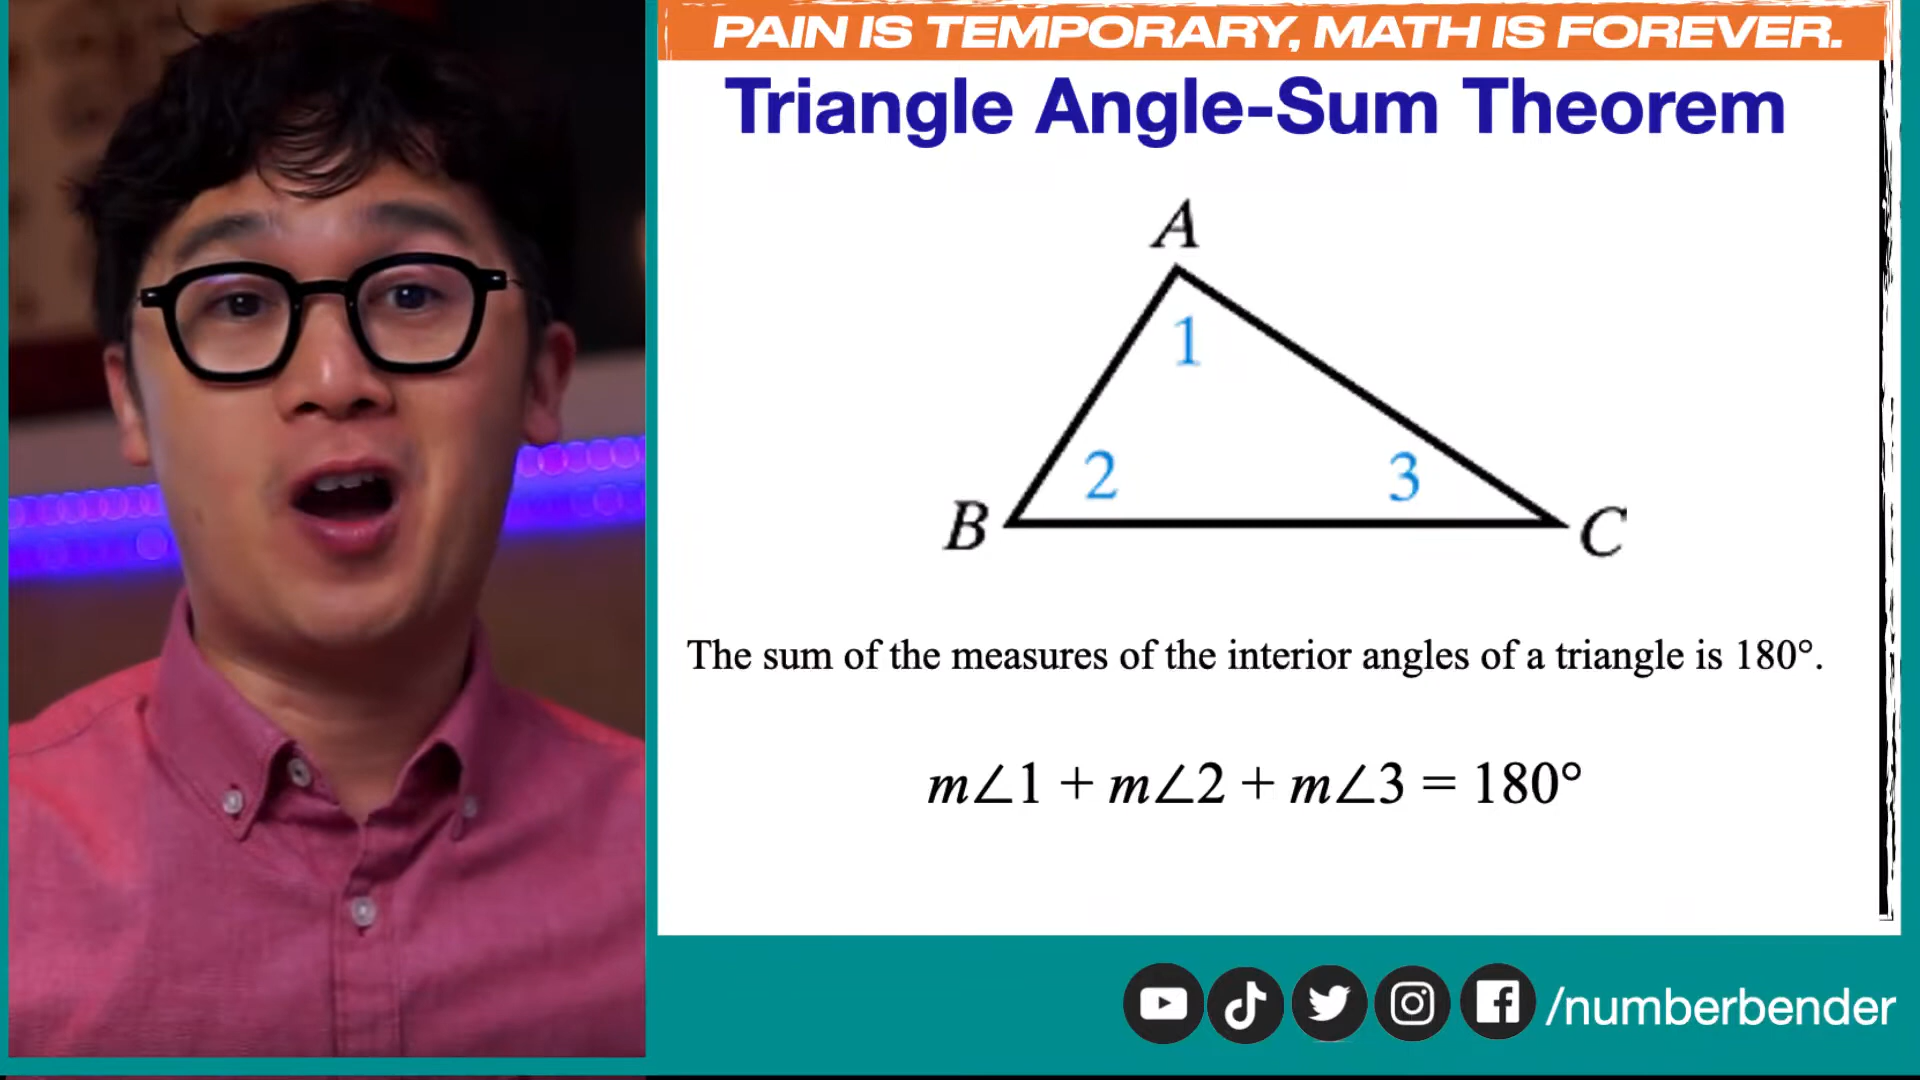 PAIN IS TEMPORARY, MATH IS FOREVER.
Triangle Angle-Sum Theorem
A
1
2
3
B
C
The sum of the measures of the interior angles of a triangle is 180°.
m∠1 + m∠2 + m∠3 = 180°
/numberbender